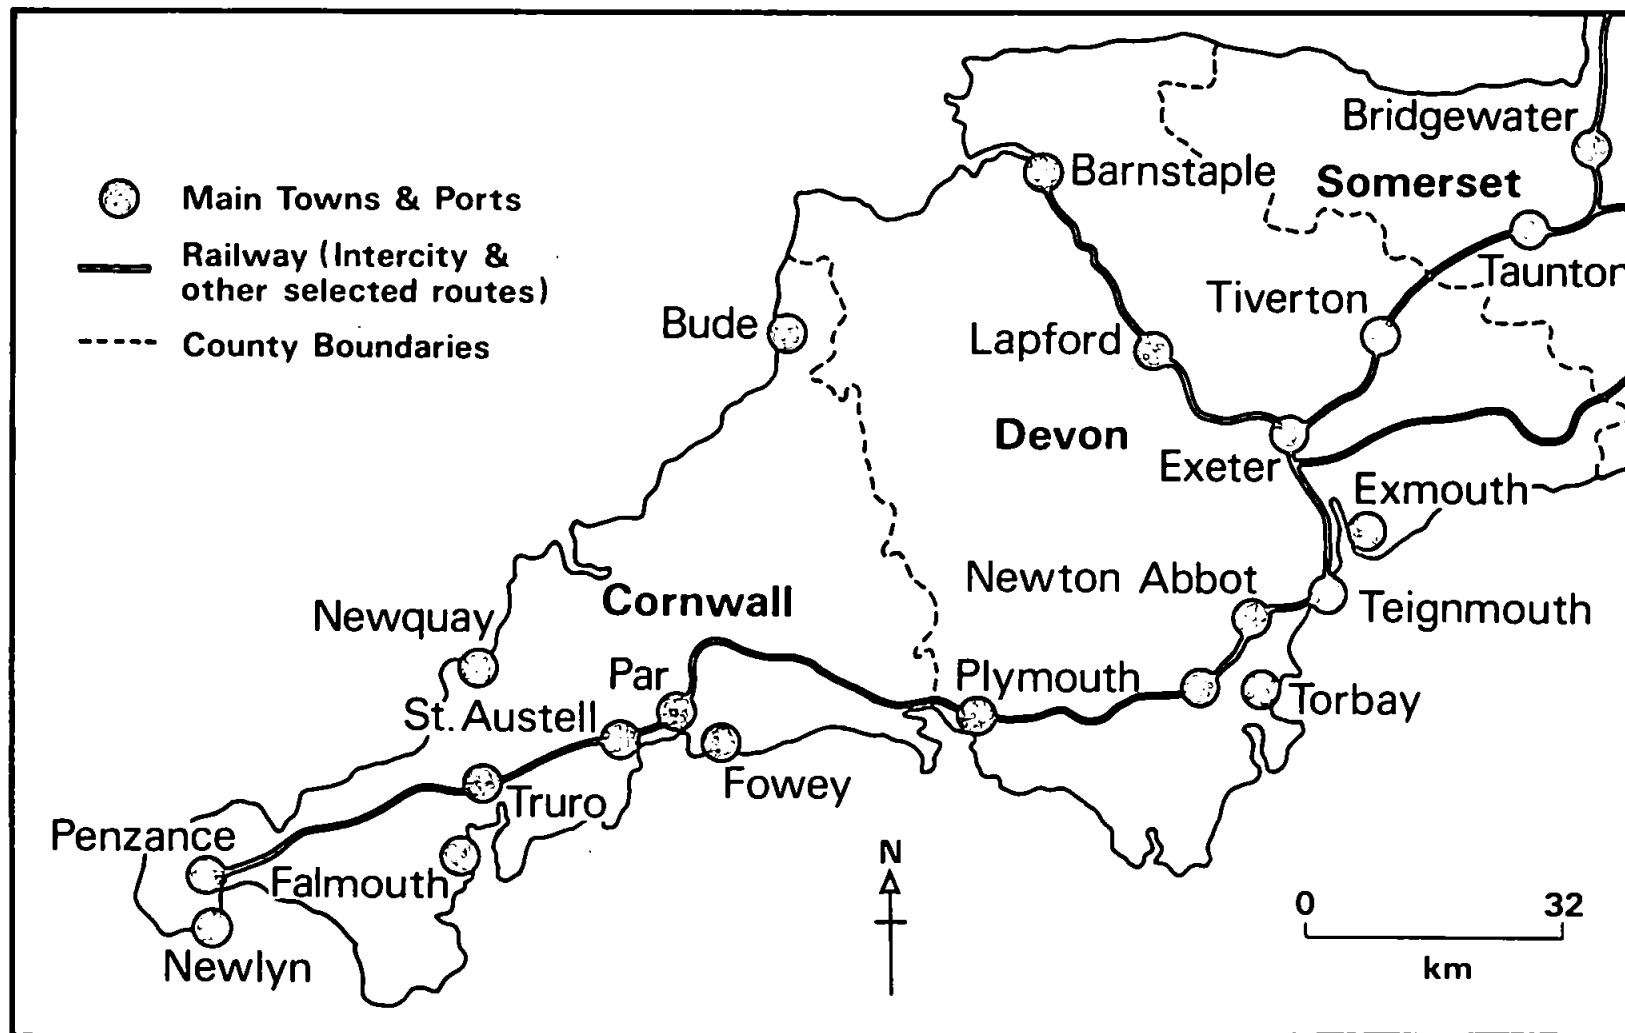 Bridgewater
Barnstaple
Somerset
Main Towns & Ports
Railway (Intercity &
other selected routes)
County Boundaries
Taunton
Tiverton
Bude
Lapford
Devon
Exeter
Exmouth
Newton Abbot
Teignmouth
Cornwall
Newquay
Par
Plymouth
Torbay
St. Austell
Fowey
Truro
Penzance
Falmouth
Newlyn
N
0 32
km